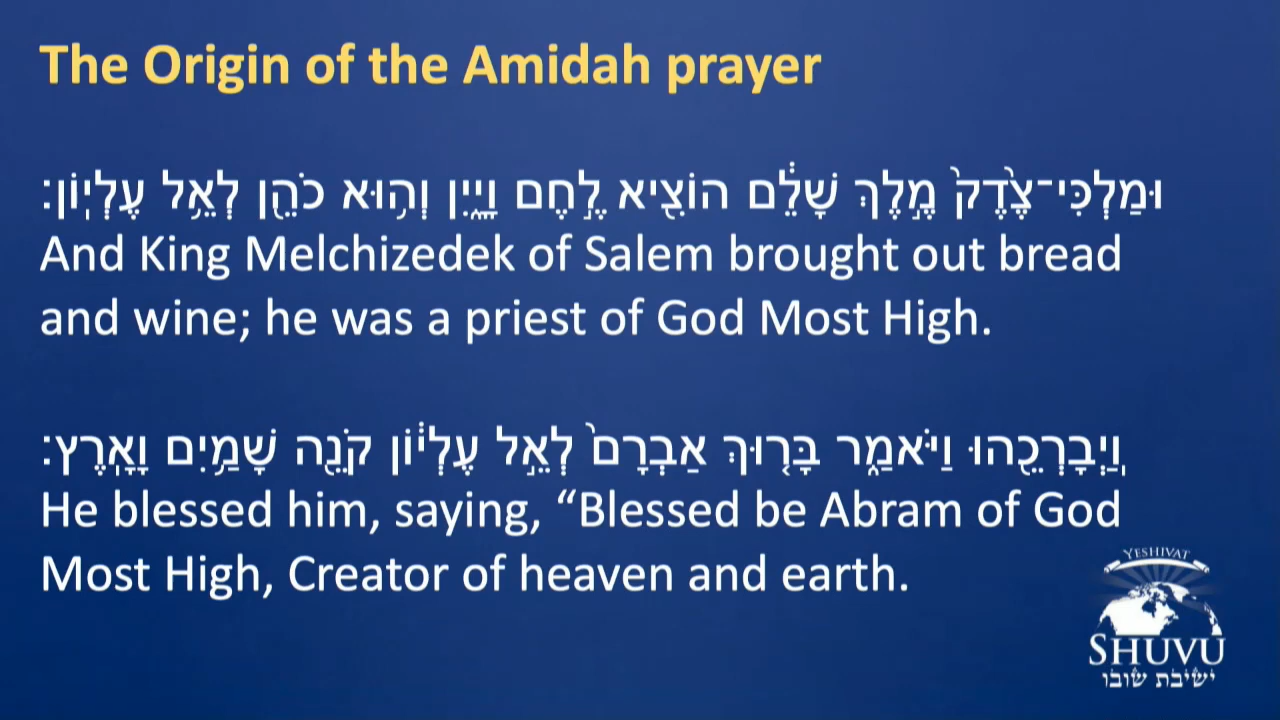 The Origin of the Amidah prayer
וּמַלְכִּי־צֶ֙דֶק֙ מֶ֣לֶךְ שָׁלֵ֔ם הוֹצִ֖יא לֶ֣חֶם וָיָ֑יִן וְה֥וּא כֹהֵ֖ן לְאֵ֥ל עֶלְיֽוֹן׃
And King Melchizedek of Salem brought out bread
and wine; he was a priest of God Most High.
וַֽיְבָרְכֵ֖הוּ וַיֹּאמַ֑ר בָּר֤וּךְ אַבְרָם֙ לְאֵ֣ל עֶלְי֔וֹן קֹנֵ֖ה שָׁמַ֥יִם וָאָֽרֶץ׃
He blessed him, saying, “Blessed be Abram of God
Most High, Creator of heaven and earth.
YESHIVAT
SHUVU
ישיבת שובו